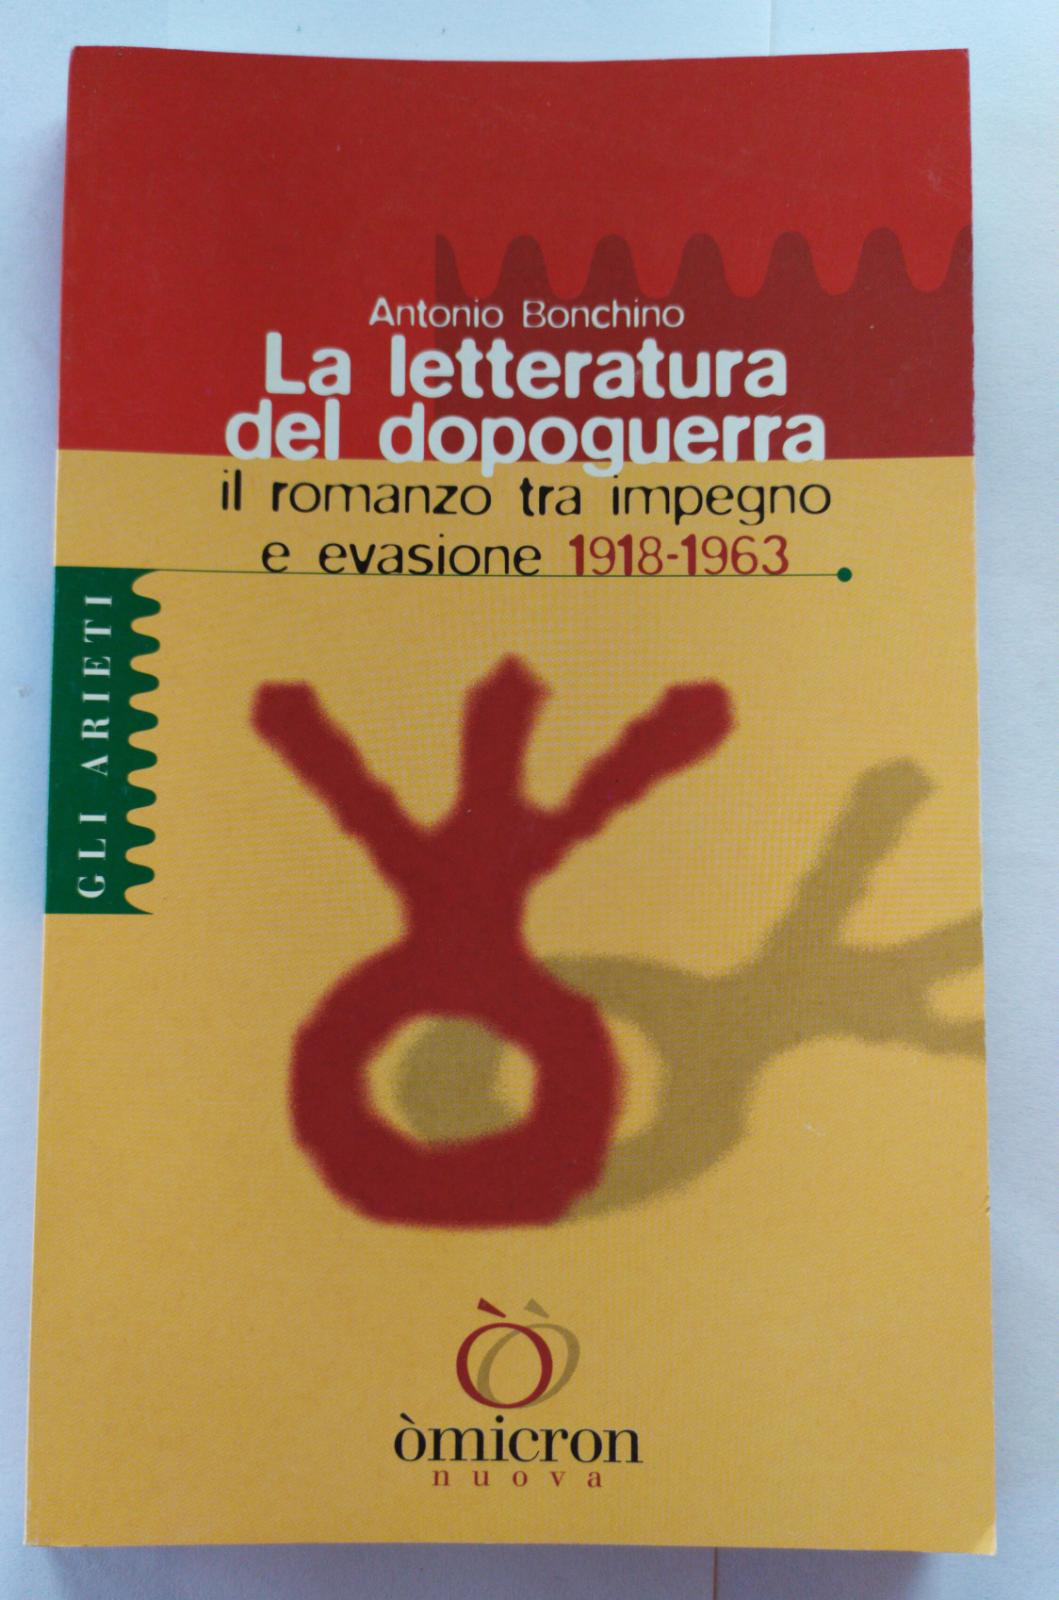 Antonio Bonchino
La letteratura
del dopoguerra
il romanzo tra impegno
e evasione 1918-1963
GLI ARIETI
Ò
òmicron
nuova